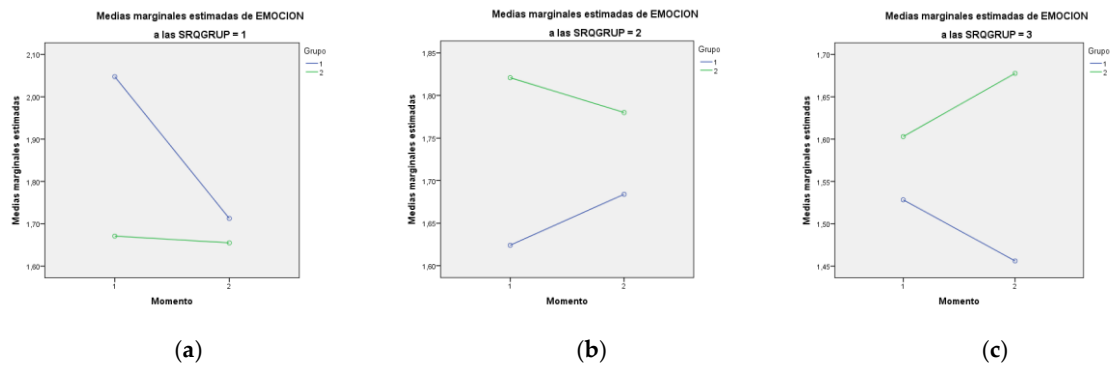 Medias marginales estimadas de EMOCION
a las SRQGRUP = 1
Grupo
1
2
2,10
2,00
1,90
1,80
1,70
1,60
Medias marginales estimadas
1
2
Momento
(a)
Medias marginales estimadas de EMOCION
a las SRQGRUP = 2
Grupo
1
2
1,85
1,80
1,75
1,70
1,65
1,60
Medias marginales estimadas
1
2
Momento
(b)
Medias marginales estimadas de EMOCION
a las SRQGRUP = 3
Grupo
1
2
1,70
1,65
1,60
1,55
1,50
1,45
Medias marginales estimadas
1
2
Momento
(c)